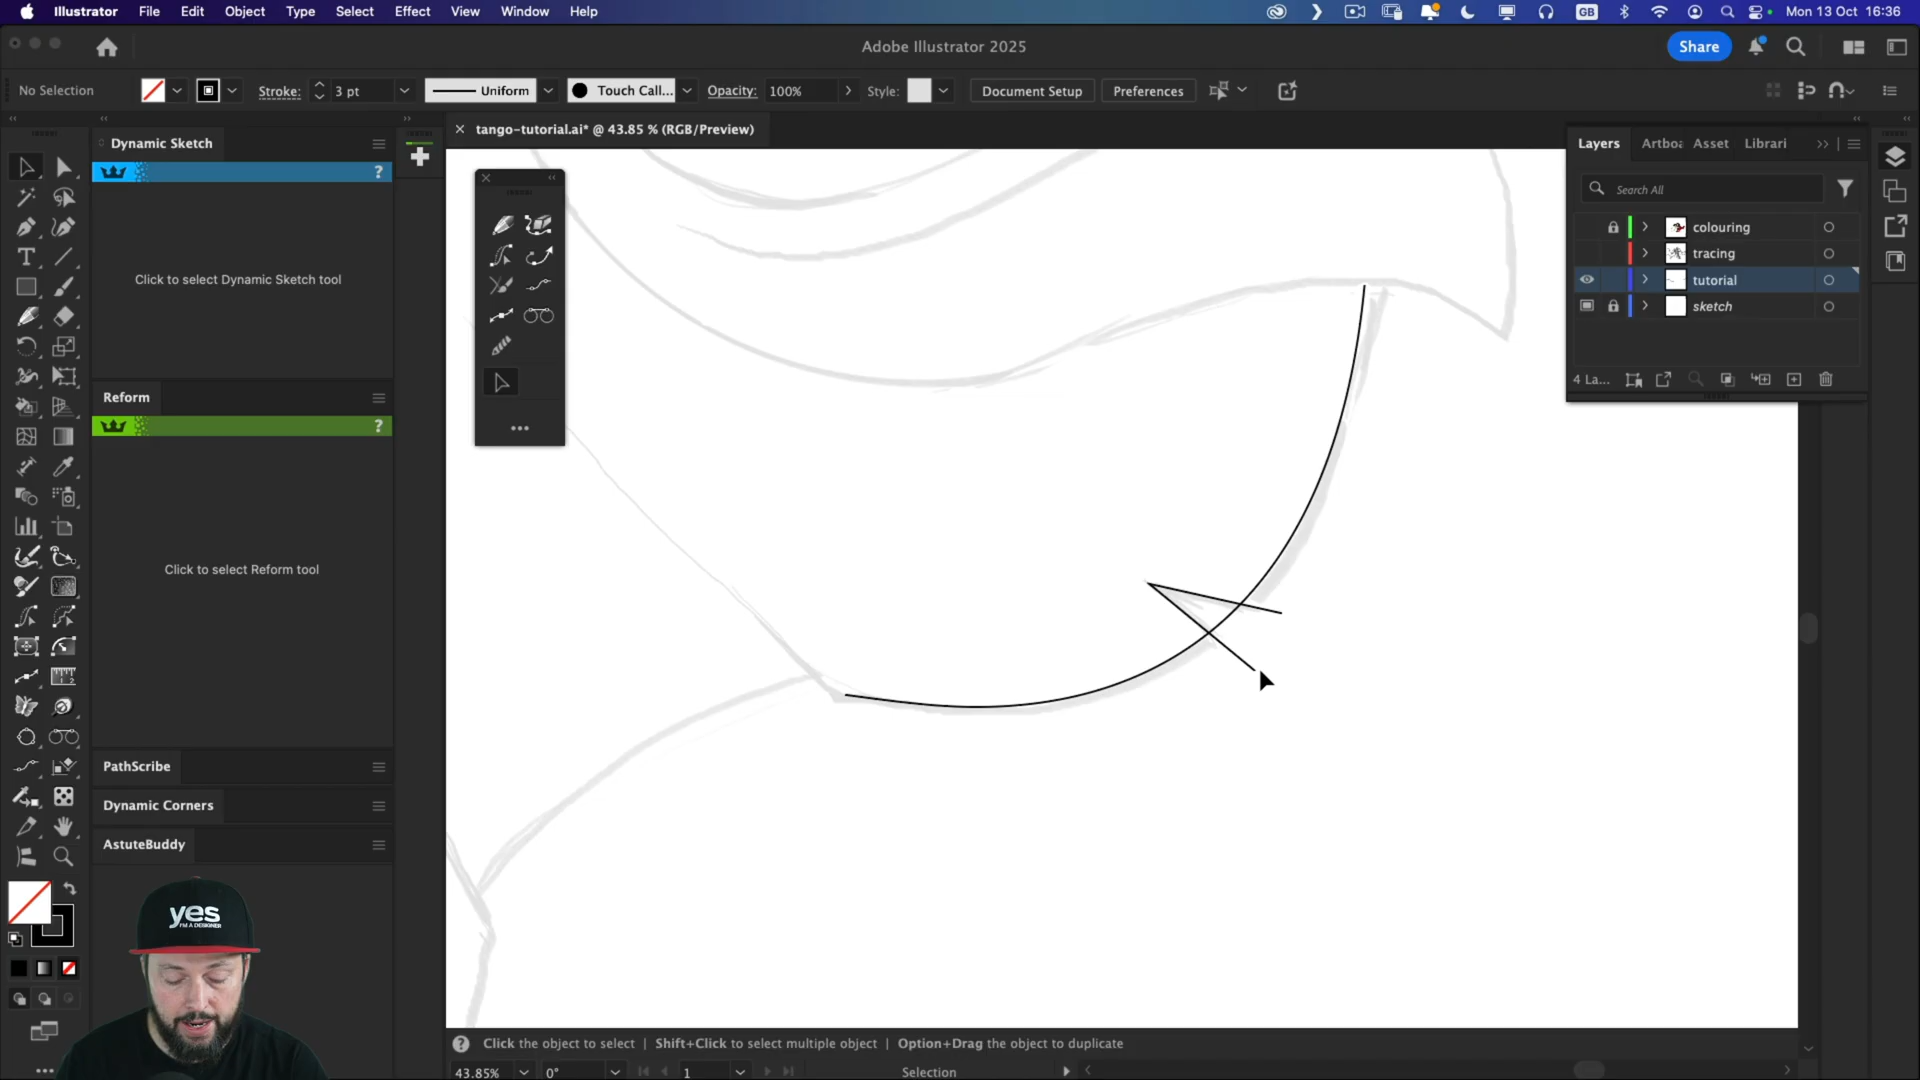 Illustrator File Edit Object Type Select Effect View Window Help
GB
Mon 13 Oct 16:36
Adobe Illustrator 2025
Share
No Selection
Stroke: 3 pt
Uniform
Touch Call...
Opacity: 100%
Style:
Document Setup
Preferences
tango-tutorial.ai* @ 43.85 % (RGB/Preview)
Dynamic Sketch
?
Click to select Dynamic Sketch tool
Reform
?
Click to select Reform tool
PathScribe
Dynamic Corners
AstuteBuddy
Layers Artboa Asset Librari
Search All
colouring
tracing
tutorial
sketch
4 La...
yes
I'M A DESIGNER
Click the object to select | Shift+Click to select multiple object | Option+Drag the object to duplicate
43.85% 0° 1 Selection